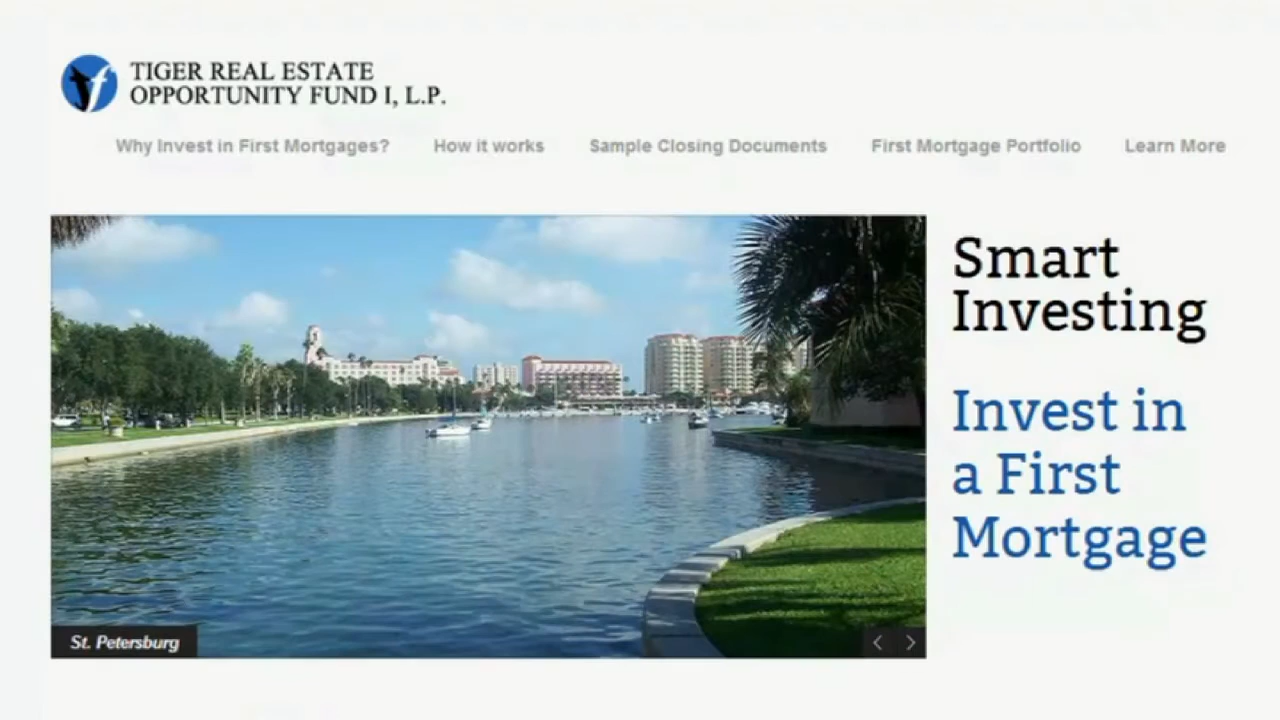 TIGER REAL ESTATE
OPPORTUNITY FUND I, L.P.
Why Invest in First Mortgages? How it works Sample Closing Documents First Mortgage Portfolio Learn More
Smart
Investing
Invest in
a First
Mortgage
St. Petersburg